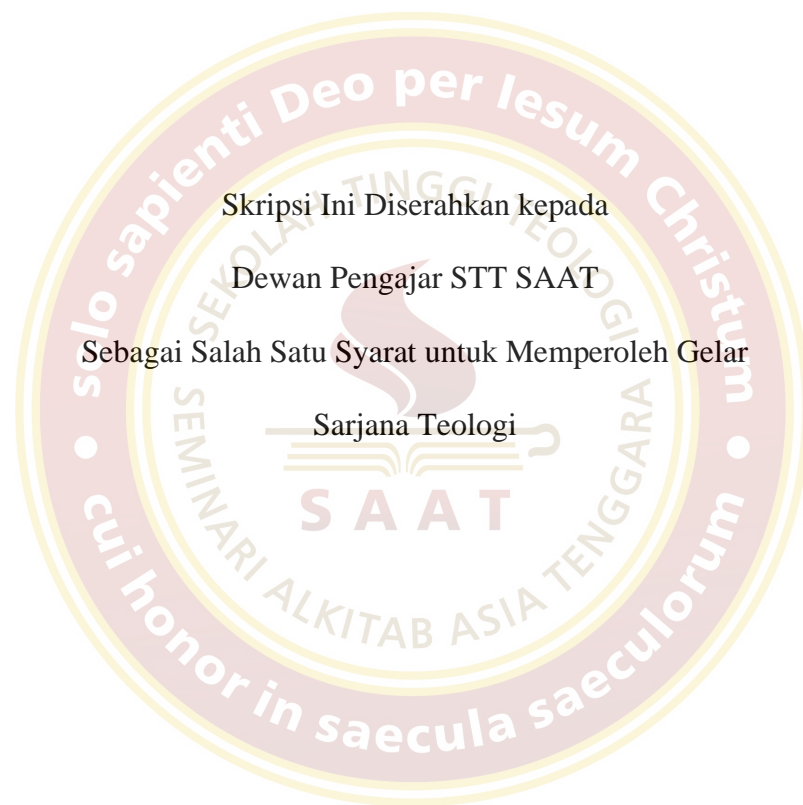 Skripsi Ini Diserahkan kepada
Dewan Pengajar STT SAAT
Sebagai Salah Satu Syarat untuk Memperoleh Gelar
Sarjana Teologi
solo sapienti Deo per Iesum Christum
cui honor in saecula saeculorum
SEKOLAH TINGGI TEOLOGI
SEMINARI ALKITAB ASIA TENGGARA
SAAT